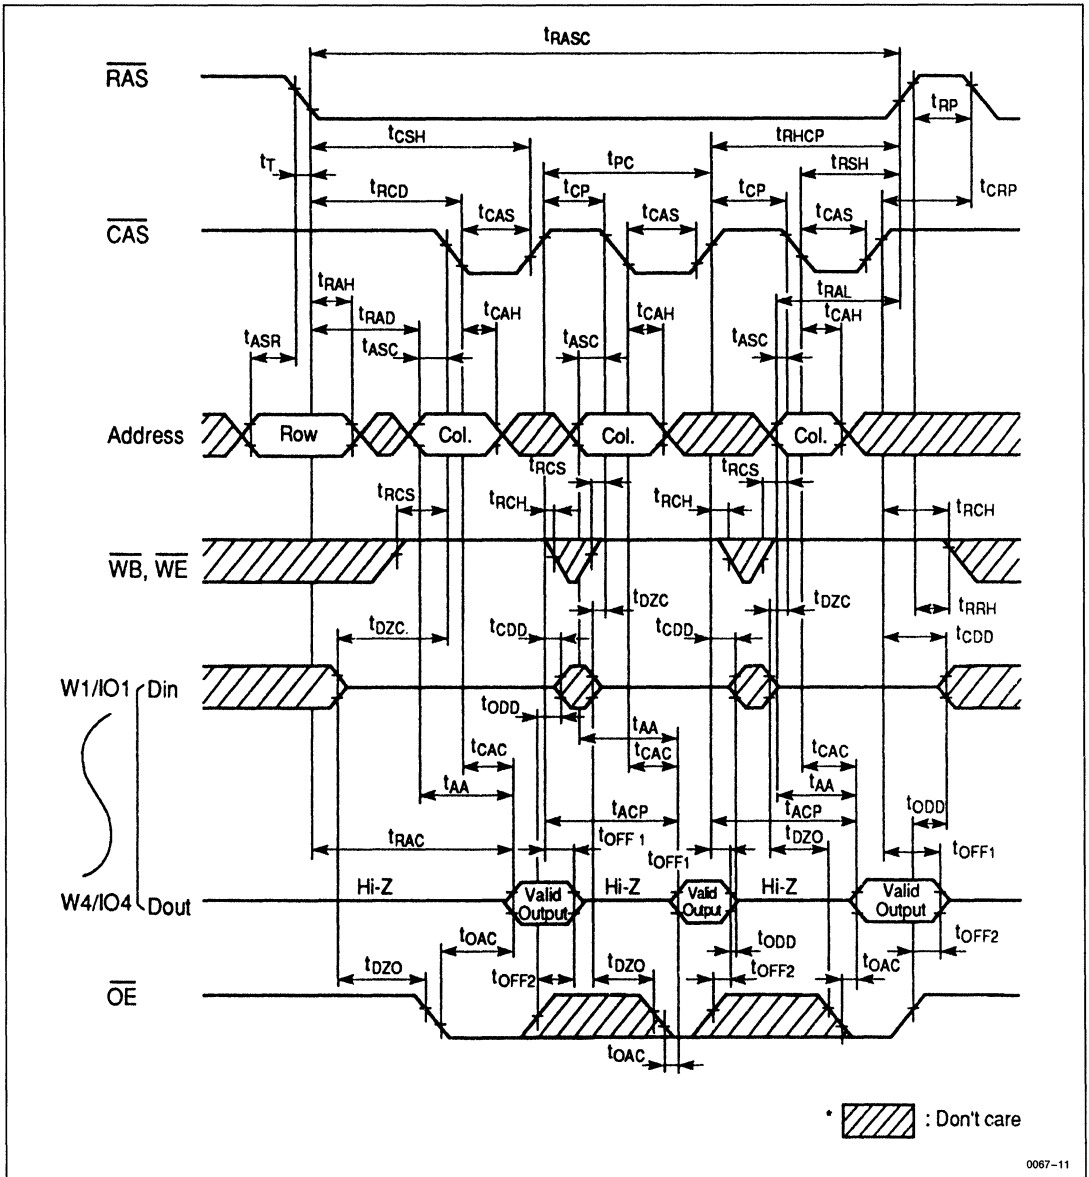 tRASC
RAS
tRP
tCSH
tRHCP
tT
tPC
tRSH
tRCD
tCP
tCP
tCRP
tCAS
tCAS
tCAS
CAS
tRAH
tRAL
tRAD
tCAH
tCAH
tCAH
tASR
tASC
tASC
tASC
Address
Row
Col.
Col.
Col.
tRCS
tRCS
tRCS
tRCH
tRCH
tRCH
WB, WE
tDZC
tDZC
tRRH
tDZC.
tCDD
tCDD
tCDD
W1/IO1
Din
tODD
tAA
tCAC
tCAC
tCAC
tAA
tAA
tACP
tACP
tODD
tRAC
tOFF 1
tOFF1
tDZO
tOFF1
Hi-Z
Hi-Z
Hi-Z
Valid
Output
Valid
Output
Valid
Output
W4/IO4
Dout
tOAC
tODD
tOFF2
tDZO
tOFF2
tDZO
tOFF2
tOAC
OE
tOAC
* : Don't care
0067-11